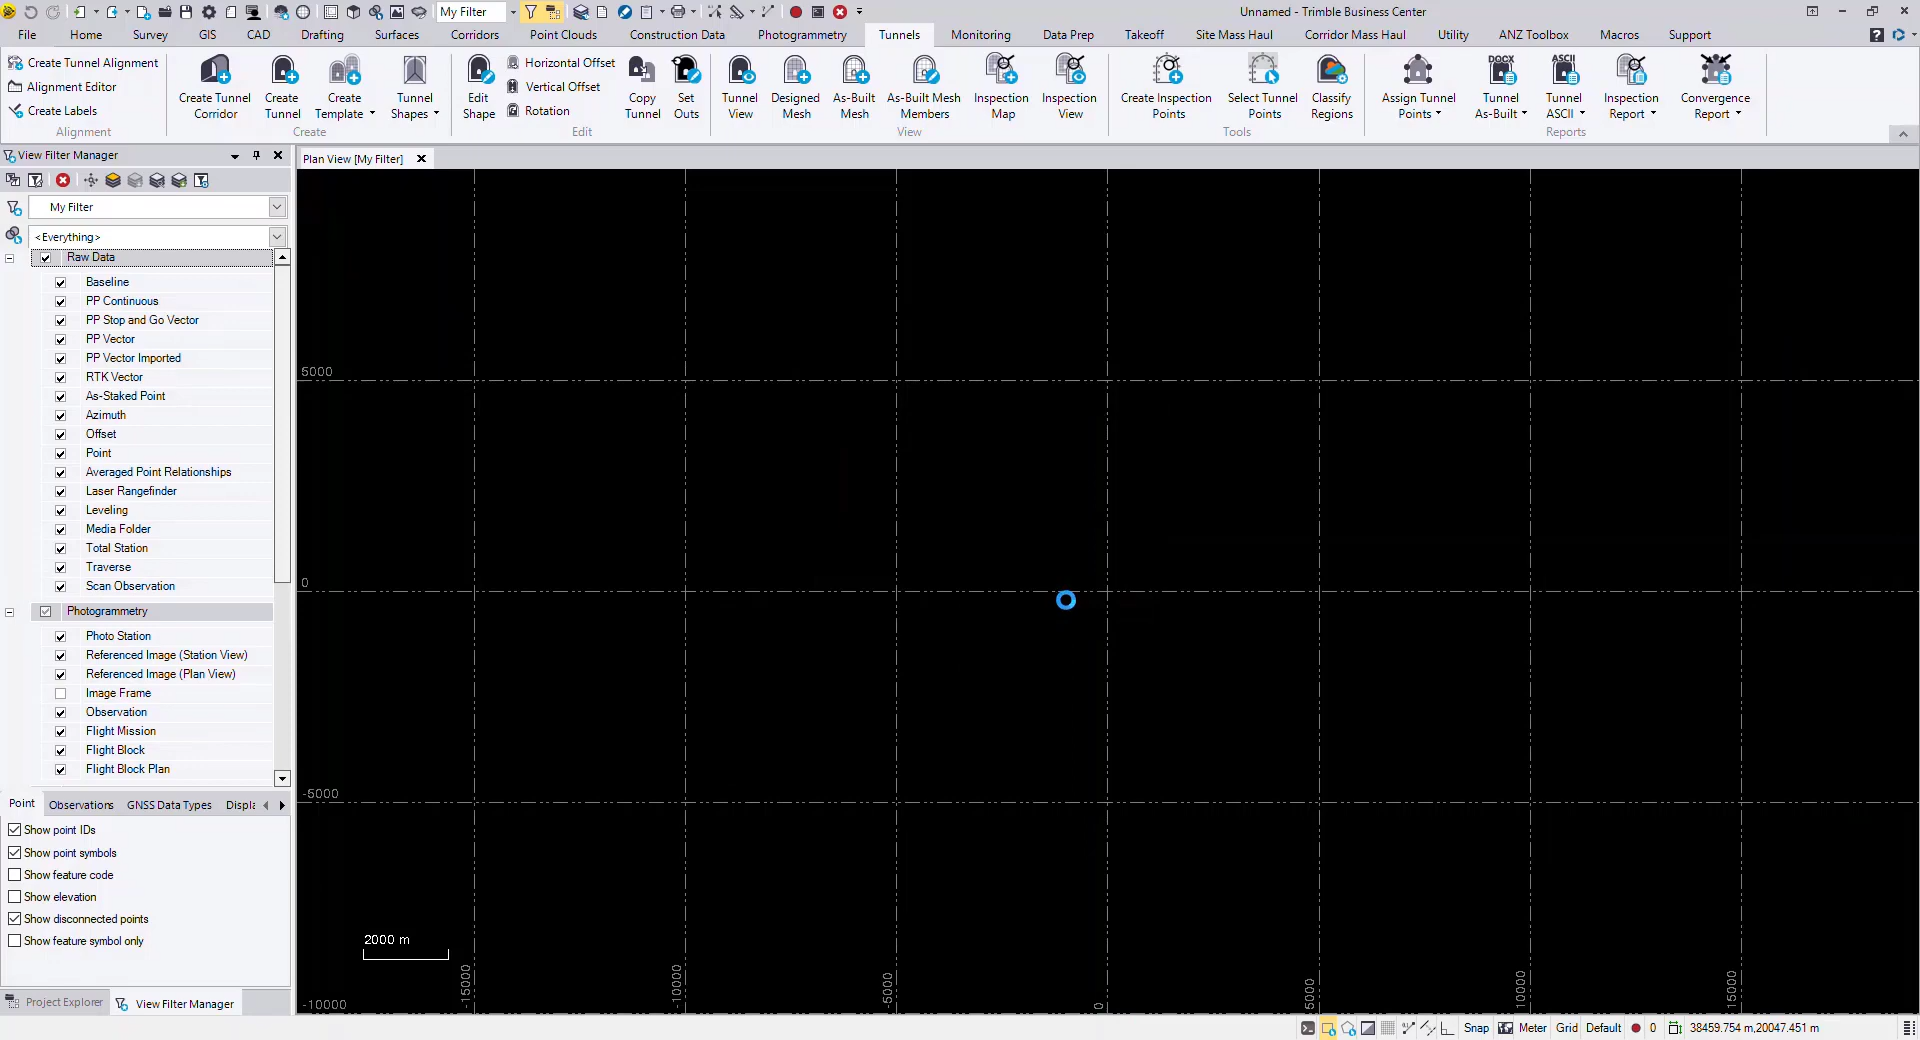 My Filter
Unnamed - Trimble Business Center
File Home Survey GIS CAD Drafting Surfaces Corridors Point Clouds Construction Data Photogrammetry Tunnels Monitoring Data Prep Takeoff Site Mass Haul Corridor Mass Haul Utility ANZ Toolbox Macros Support
Create Tunnel Alignment
Alignment Editor
Create Labels
Alignment
Create Tunnel
Corridor
Create
Tunnel
Create
Template
Tunnel
Shapes
Create
Edit
Shape
Horizontal Offset
Vertical Offset
Rotation
Copy
Tunnel
Set
Outs
Edit
Tunnel
View
Designed
Mesh
As-Built
Mesh
As-Built Mesh
Members
Inspection
Map
Inspection
View
View
Create Inspection
Points
Select Tunnel
Points
Classify
Regions
Tools
Assign Tunnel
Points
DOCX
Tunnel
As-Built
ASCII
Tunnel
ASCII
Inspection
Report
Convergence
Report
Reports
View Filter Manager
My Filter
<Everything>
Raw Data
Baseline
PP Continuous
PP Stop and Go Vector
PP Vector
PP Vector Imported
RTK Vector
As-Staked Point
Azimuth
Offset
Point
Averaged Point Relationships
Laser Rangefinder
Leveling
Media Folder
Total Station
Traverse
Scan Observation
Photogrammetry
Photo Station
Referenced Image (Station View)
Referenced Image (Plan View)
Image Frame
Observation
Flight Mission
Flight Block
Flight Block Plan
Point Observations GNSS Data Types Displa
Show point IDs
Show point symbols
Show feature code
Show elevation
Show disconnected points
Show feature symbol only
Project Explorer View Filter Manager
Plan View [My Filter]
5000
0
-5000
-10000
2000 m
-15000 -10000 -5000 0 5000 10000 15000
Snap Meter Grid Default 0 38459.754 m,20047.451 m